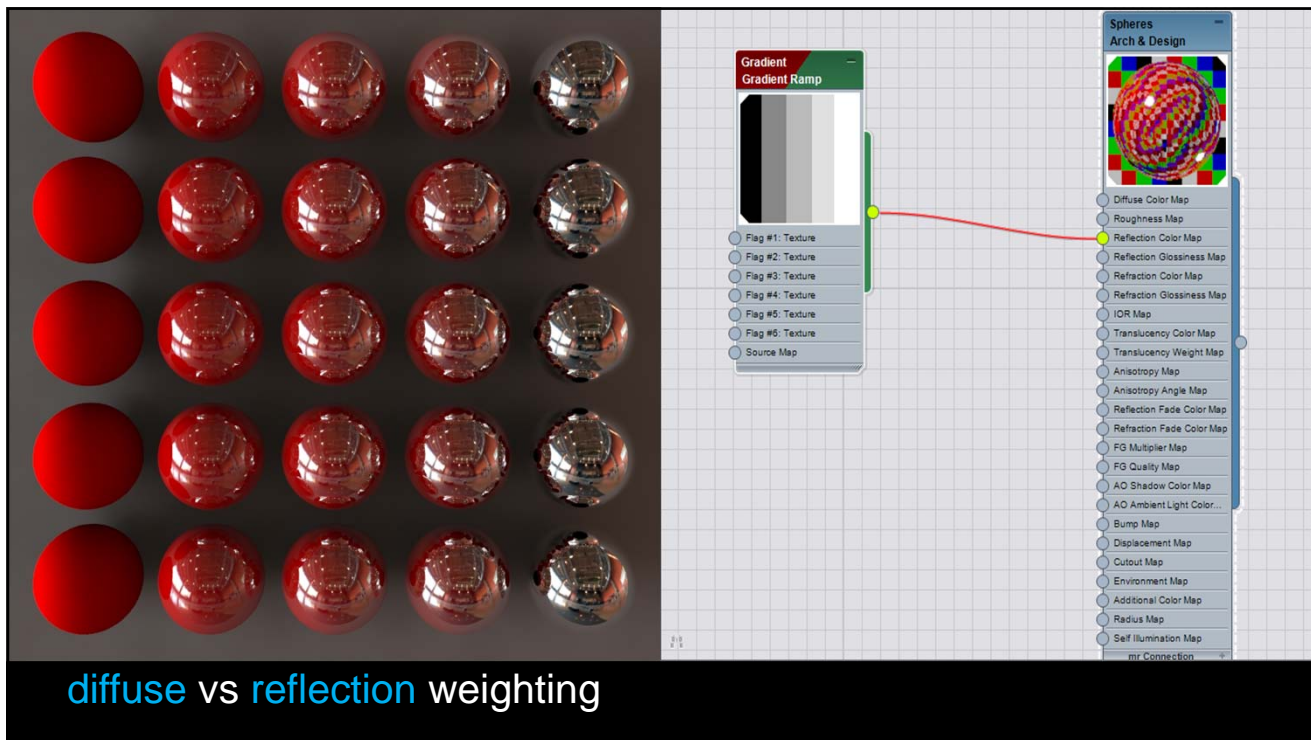 Gradient
Gradient Ramp
Flag #1: Texture
Flag #2: Texture
Flag #3: Texture
Flag #4: Texture
Flag #5: Texture
Flag #6: Texture
Source Map
Spheres
Arch & Design
Diffuse Color Map
Roughness Map
Reflection Color Map
Reflection Glossiness Map
Refraction Color Map
Refraction Glossiness Map
IOR Map
Translucency Color Map
Translucency Weight Map
Anisotropy Map
Anisotropy Angle Map
Reflection Fade Color Map
Refraction Fade Color Map
FG Multiplier Map
FG Quality Map
AO Shadow Color Map
AO Ambient Light Color...
Bump Map
Displacement Map
Cutout Map
Environment Map
Additional Color Map
Radius Map
Self Illumination Map
mr Connection
diffuse vs reflection weighting